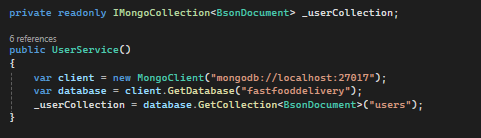 private readonly IMongoCollection<BsonDocument> _userCollection;
6 references
public UserService()
{
var client = new MongoClient("mongodb://localhost:27017");
var database = client.GetDatabase("fastfooddelivery");
_userCollection = database.GetCollection<BsonDocument>("users");
}